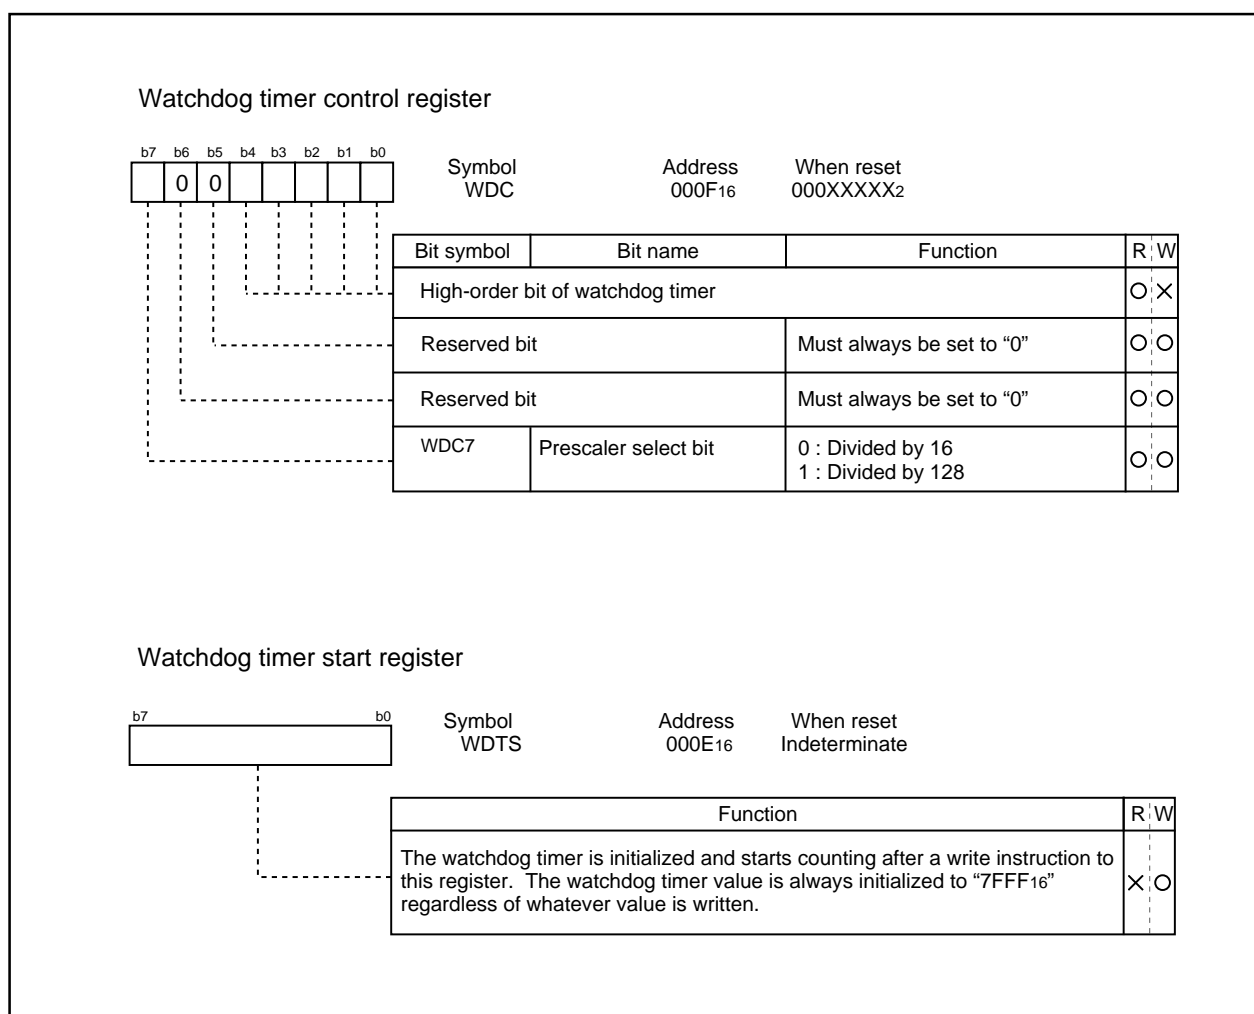 Watchdog timer control register
b7 b6 b5 b4 b3 b2 b1 b0
0 0
Symbol Address When reset
WDC 000F16 000XXXXX2
Bit symbol Bit name Function R W
High-order bit of watchdog timer
Reserved bit Must always be set to “0”
Reserved bit Must always be set to “0”
WDC7 Prescaler select bit 0 : Divided by 16
1 : Divided by 128
Watchdog timer start register
b7 b0
Symbol Address When reset
WDTS 000E16 Indeterminate
Function R W
The watchdog timer is initialized and starts counting after a write instruction to
this register. The watchdog timer value is always initialized to “7FFF16”
regardless of whatever value is written.